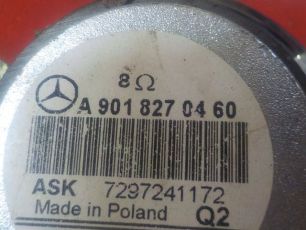 8Ω
A 901 827 04 60
ASK 7297241172
Made in Poland Q2